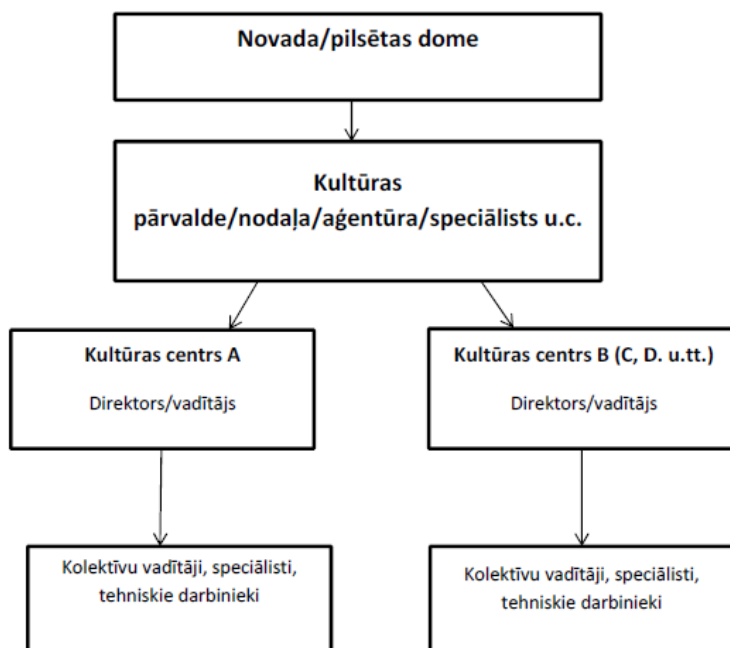 Novada/pilsētas dome
Kultūras
pārvalde/nodaļa/aģentūra/speciālists u.c.
Kultūras centrs A
Direktors/vadītājs
Kultūras centrs B (C, D. u.tt.)
Direktors/vadītājs
Kolektīvu vadītāji, speciālisti,
tehniskie darbinieki
Kolektīvu vadītāji, speciālisti,
tehniskie darbinieki